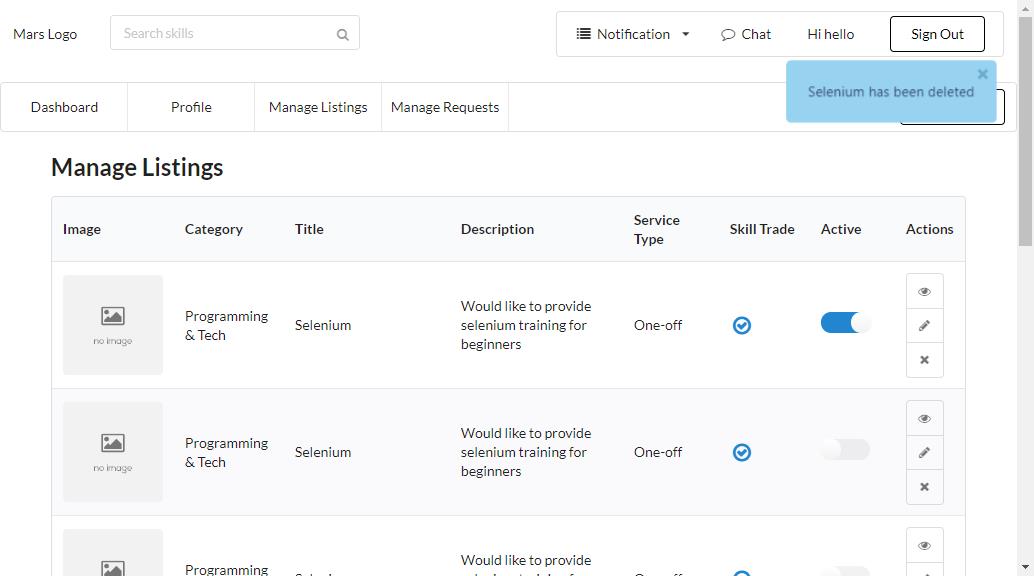 Mars Logo
Search skills
Notification
Chat
Hi hello
Sign Out
Selenium has been deleted
Dashboard
Profile
Manage Listings
Manage Requests
Manage Listings
Image
Category
Title
Description
Service
Type
Skill Trade
Active
Actions
no image
Programming
& Tech
Selenium
Would like to provide
selenium training for
beginners
One-off
no image
Programming
& Tech
Selenium
Would like to provide
selenium training for
beginners
One-off
Programming
Would like to provide